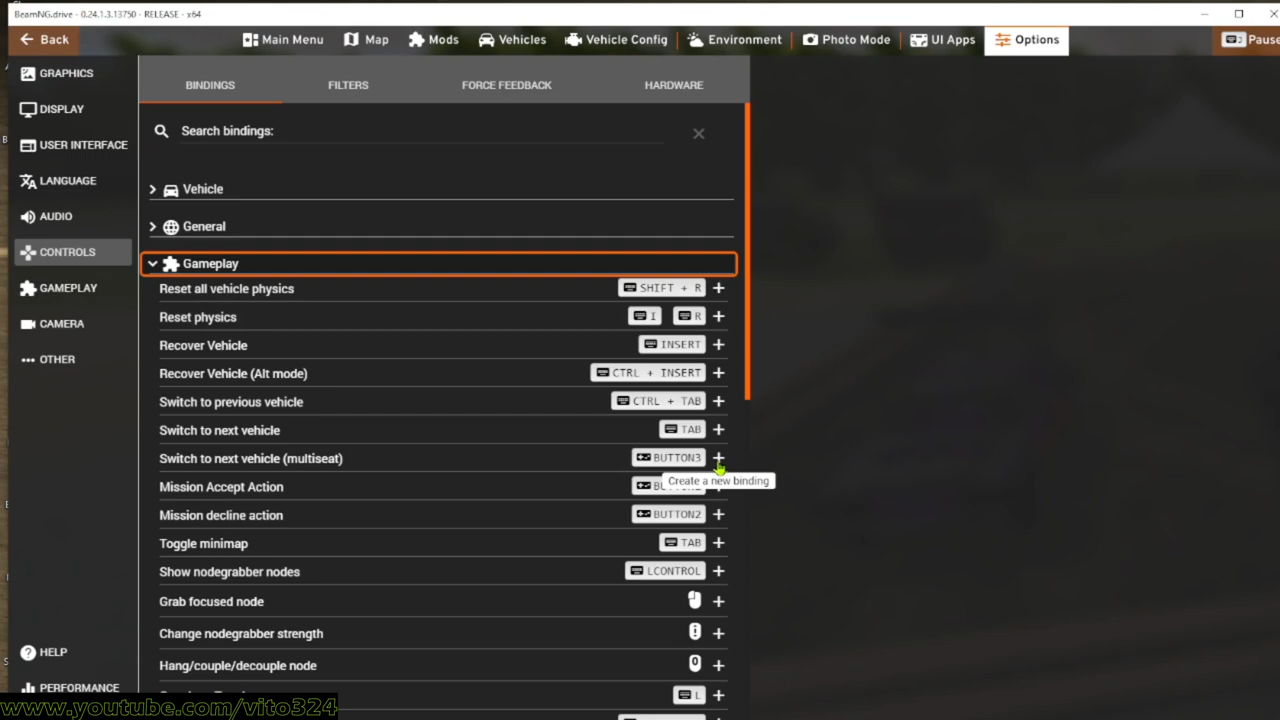 BeamNG.drive - 0.24.1.3.13750 - RELEASE - x64
Back Main Menu Map Mods Vehicles Vehicle Config Environment Photo Mode UI Apps Options J Pause
GRAPHICS
DISPLAY
USER INTERFACE
LANGUAGE
AUDIO
CONTROLS
GAMEPLAY
CAMERA
OTHER
HELP
PERFORMANCE
BINDINGS FILTERS FORCE FEEDBACK HARDWARE
Search bindings:
Vehicle
General
Gameplay
Reset all vehicle physics SHIFT + R
Reset physics I R
Recover Vehicle INSERT
Recover Vehicle (Alt mode) CTRL + INSERT
Switch to previous vehicle CTRL + TAB
Switch to next vehicle TAB
Switch to next vehicle (multiseat) BUTTON3
Create a new binding
Mission Accept Action
Mission decline action BUTTON2
Toggle minimap TAB
Show nodegrabber nodes LCONTROL
Grab focused node
Change nodegrabber strength
Hang/couple/decouple node
L
www.youtube.com/vito324